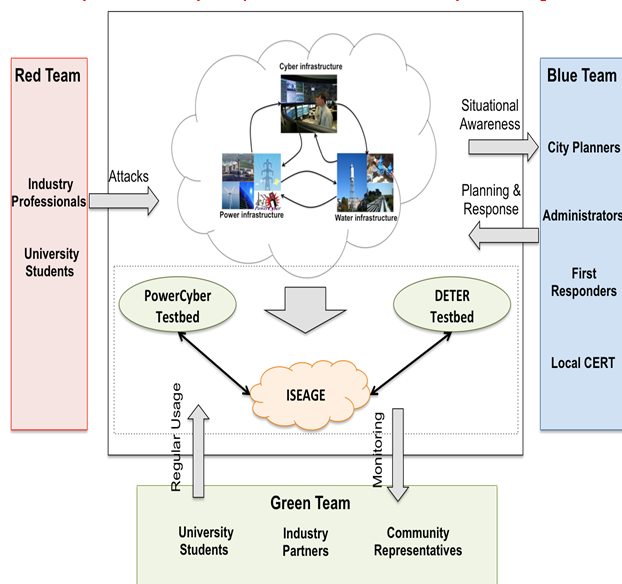 Red Team
Industry
Professionals
University
Students
Attacks
Cyber infrastructure
Power infrastructure
Water infrastructure
Situational
Awareness
Planning &
Response
Blue Team
City Planners
Administrators
First
Responders
Local CERT
PowerCyber
Testbed
DETER
Testbed
ISEAGE
Regular Usage
Monitoring
Green Team
University
Students
Industry
Partners
Community
Representatives